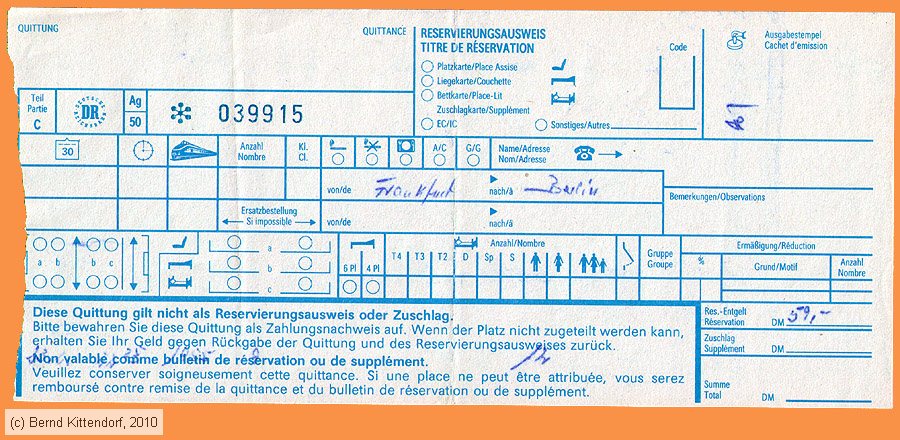 QUITTUNG
QUITTANCE
RESERVIERUNGSAUSWEIS
TITRE DE RÉSERVATION
Platzkarte/Place Assise
Liegekarte/Couchette
Bettkarte/Place-Lit
Zuschlagkarte/Supplément
EC/IC
Sonstiges/Autres
Code
Ausgabestempel
Cachet d'emission
Teil
Partie
C
DEUTSCHE REICHSBAHN
DR
Ag
50
039915
30
Anzahl
Nombre
Kl.
Cl.
A/C
G/G
Name/Adresse
Nom/Adresse
von/de
Frankfurt
nach/à
Berlin
Bemerkungen/Observations
Ersatzbestellung
Si impossible
von/de
nach/à
a b b c
a
b
c
6 Pl 4 Pl
Anzahl/Nombre
T4 T3 T2 D Sp S
Gruppe
Groupe
Ermäßigung/Réduction
%
Grund/Motif
Anzahl
Nombre
Diese Quittung gilt nicht als Reservierungsausweis oder Zuschlag.
Bitte bewahren Sie diese Quittung als Zahlungsnachweis auf. Wenn der Platz nicht zugeteilt werden kann,
erhalten Sie Ihr Geld gegen Rückgabe der Quittung und des Reservierungsausweises zurück.
Non valable comme bulletin de réservation ou de supplément.
Veuillez conserver soigneusement cette quittance. Si une place ne peut être attribuée, vous serez
remboursé contre remise de la quittance et du bulletin de réservation ou de supplément.
Res.-Entgelt
Réservation DM 59,-
Zuschlag
Supplément DM
Summe
Total DM
(c) Bernd Kittendorf, 2010